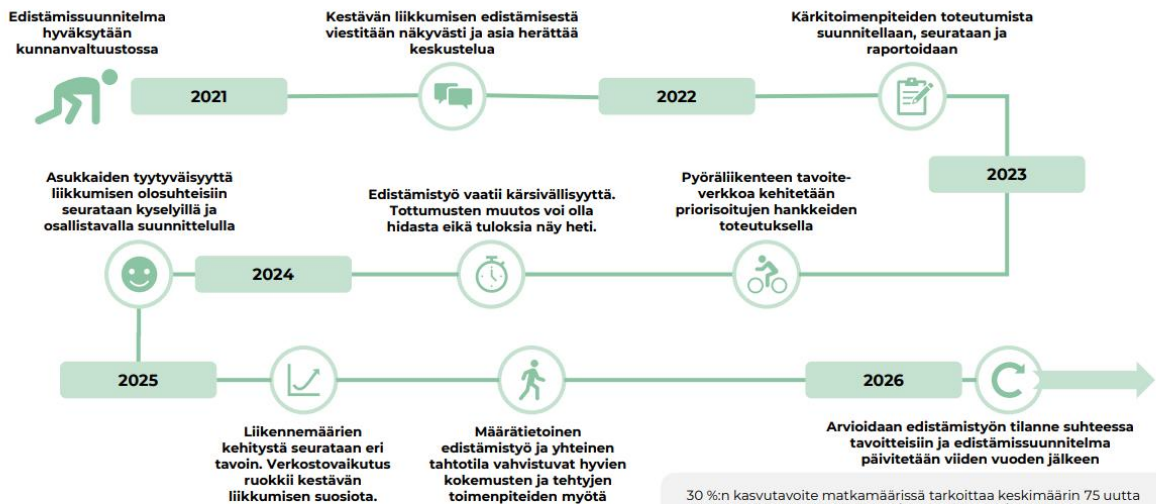 Edistämissuunnitelma
hyväksytään
kunnanvaltuustossa
Kestävän liikkumisen edistämisestä
viestitään näkyvästi ja asia herättää
keskustelua
Kärkitoimenpiteiden toteutumista
suunnitellaan, seurataan ja
raportoidaan
2021
2022
2023
Pyöräliikenteen tavoite-
verkkoa kehitetään
priorisoitujen hankkeiden
toteutuksella
Edistämistyö vaatii kärsivällisyyttä.
Tottumusten muutos voi olla
hidasta eikä tuloksia näy heti.
2024
Asukkaiden tyytyväisyyttä
liikkumisen olosuhteisiin
seurataan kyselyillä ja
osallistavalla suunnittelulla
2025
Liikennemäärien
kehitystä seurataan eri
tavoin. Verkostovaikutus
ruokkii kestävän
liikkumisen suosiota.
Määrätietoinen
edistämistyö ja yhteinen
tahtotila vahvistuvat hyvien
kokemusten ja tehtyjen
toimenpiteiden myötä
2026
Arvioidaan edistämistyön tilanne suhteessa
tavoitteisiin ja edistämissuunnitelma
päivitetään viiden vuoden jälkeen
30 %:n kasvutavoite matkamäärissä tarkoittaa keskimäärin 75 uutta